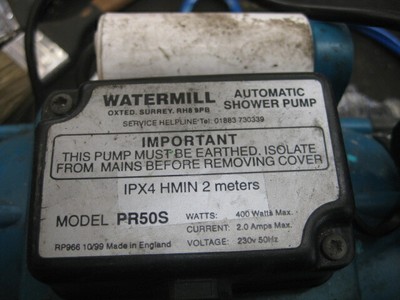 WATERMILL
OXTED, SURREY. RH8 9PB
AUTOMATIC
SHOWER PUMP
SERVICE HELPLINE Tel: 01883 730339
IMPORTANT
THIS PUMP MUST BE EARTHED. ISOLATE
FROM MAINS BEFORE REMOVING COVER
IPX4 HMIN 2 meters
MODEL PR50S
WATTS: 400 Watts Max.
CURRENT: 2.0 Amps Max.
VOLTAGE: 230v 50Hz
RP966 10/99 Made in England